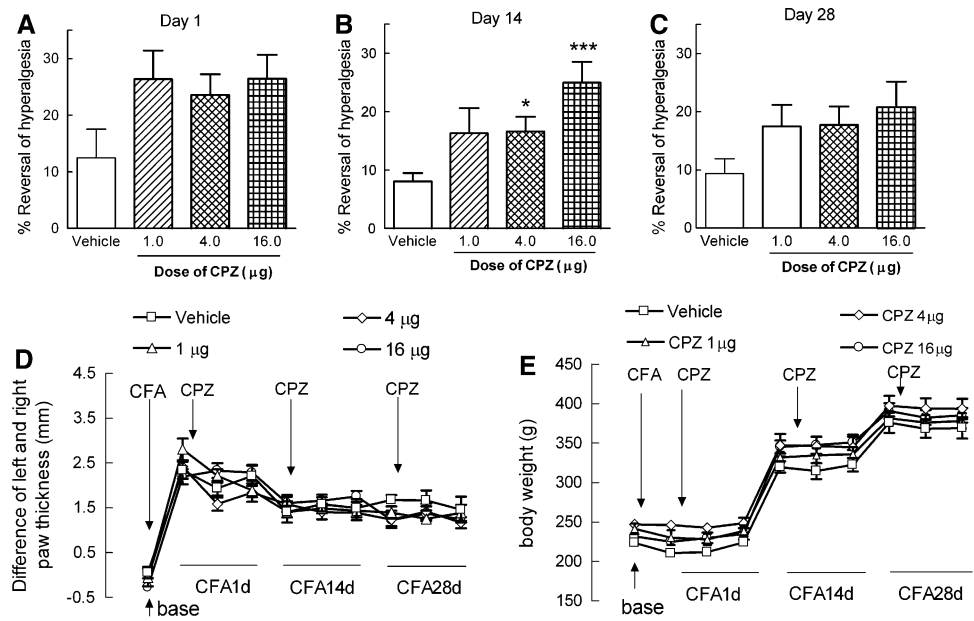 A
Day 1
% Reversal of hyperalgesia
30
20
10
0
Vehicle
1.0
4.0
16.0
Dose of CPZ (μg)
B
Day 14
***
*
% Reversal of hyperalgesia
30
20
10
0
Vehicle
1.0
4.0
16.0
Dose of CPZ (μg)
C
Day 28
% Reversal of hyperalgesia
30
20
10
0
Vehicle
1.0
4.0
16.0
Dose of CPZ (μg)
D
Vehicle
4 μg
1 μg
16 μg
Difference of left and right
paw thickness (mm)
4.5
3.5
2.5
1.5
0.5
-0.5
CFA
CPZ
CPZ
CPZ
base
CFA1d
CFA14d
CFA28d
E
Vehicle
CPZ 4μg
CPZ 1μg
CPZ 16μg
body weight (g)
450
400
350
300
250
200
150
CFA
CPZ
CPZ
CPZ
base
CFA1d
CFA14d
CFA28d